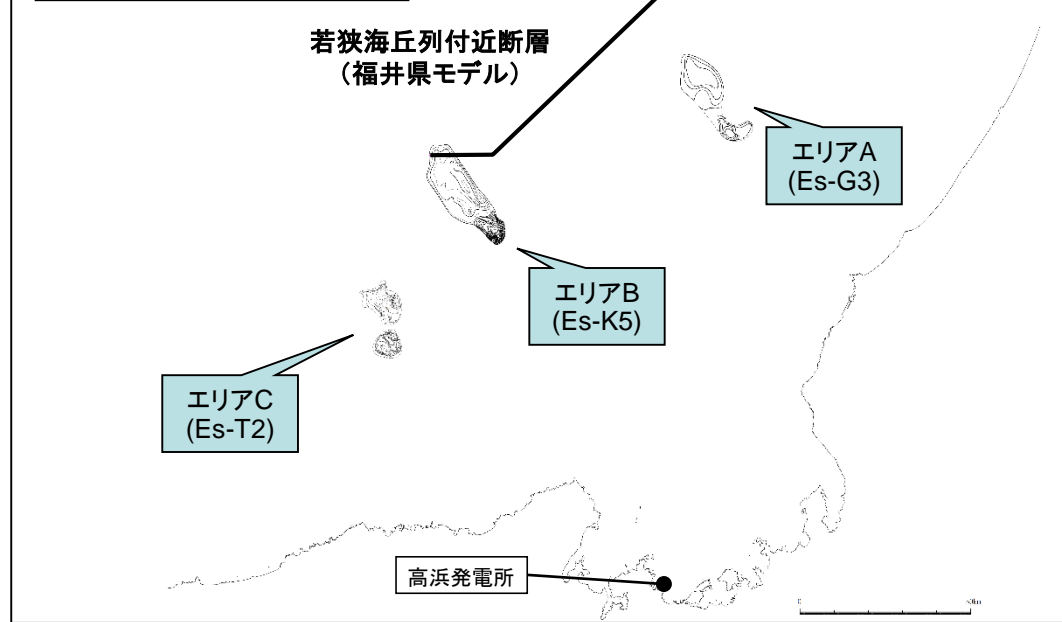 若狭海丘列付近断層
（福井県モデル）
エリアA
(Es-G3)
エリアB
(Es-K5)
エリアC
(Es-T2)
高浜発電所
0